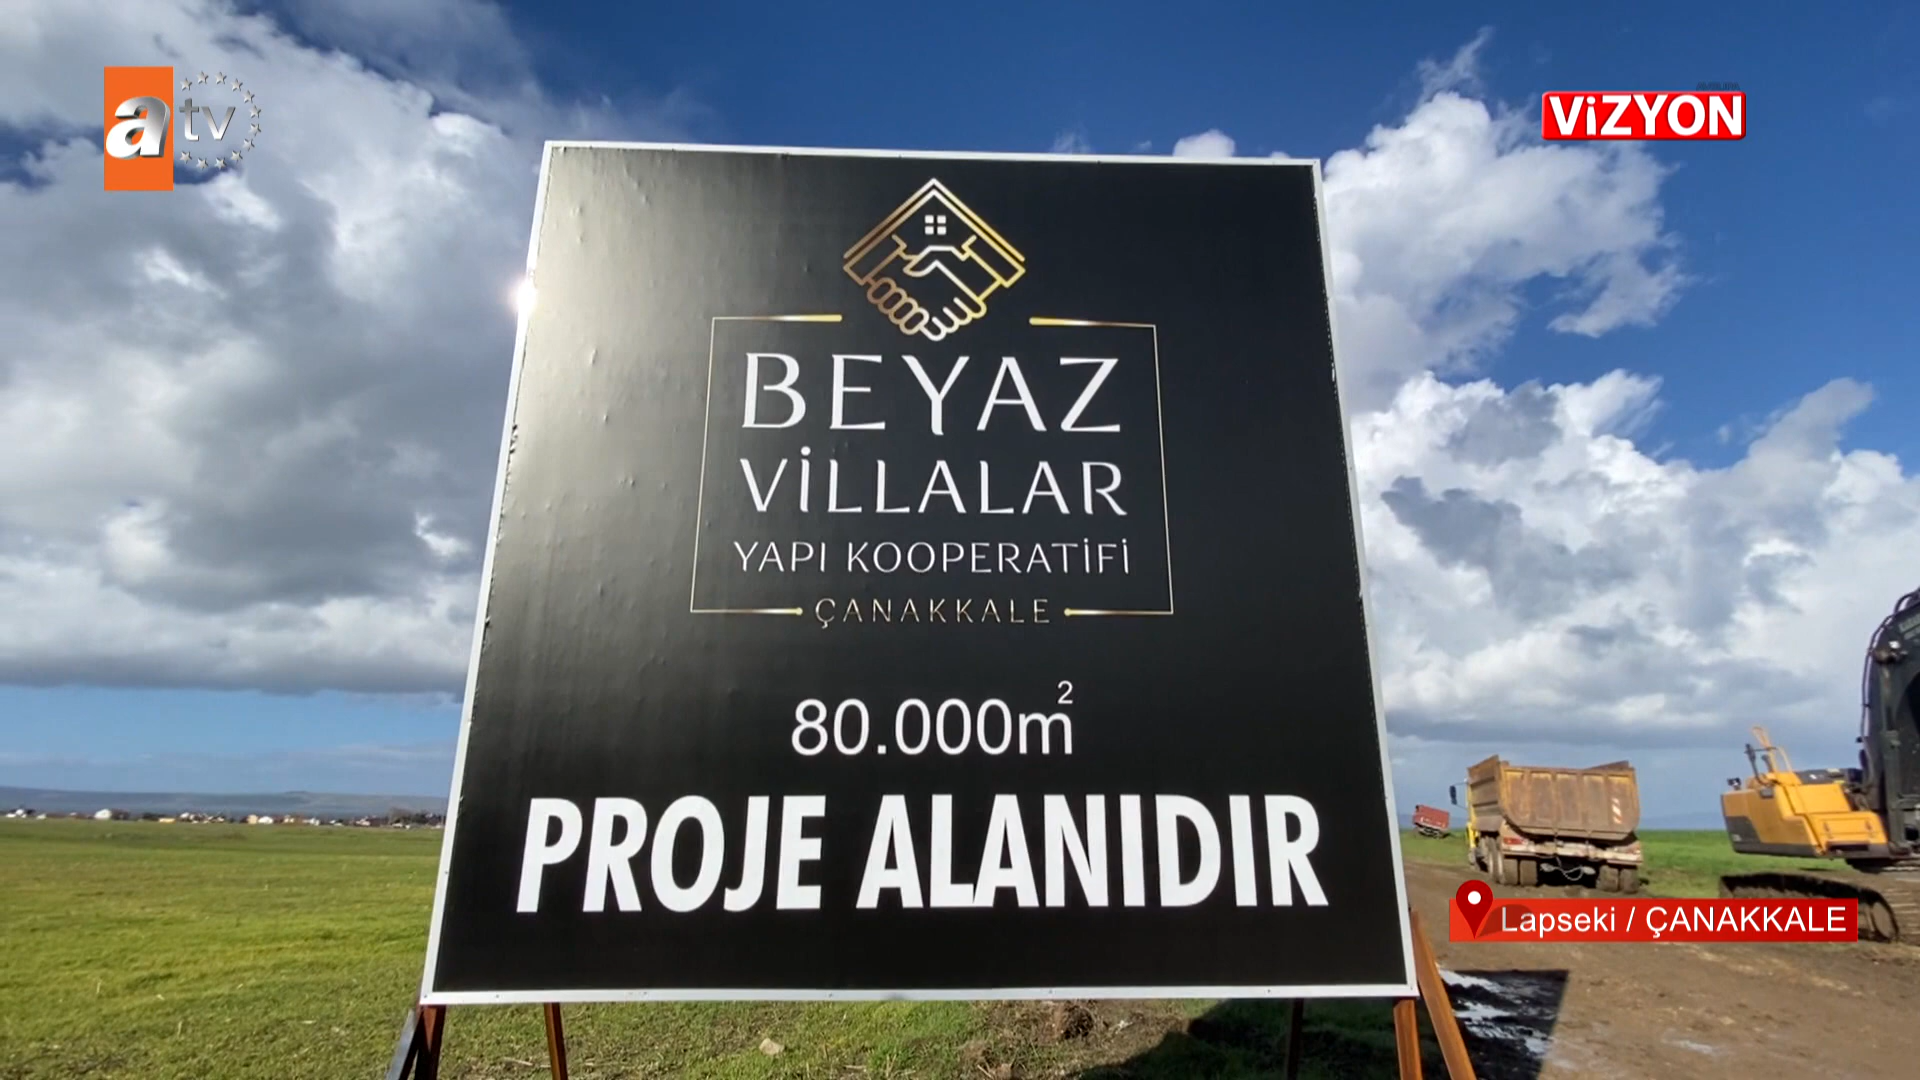 atv
VİZYON
BEYAZ
VİLLALAR
YAPI KOOPERATİFİ
ÇANAKKALE
80.000m²
PROJE ALANIDIR
Lapseki / ÇANAKKALE